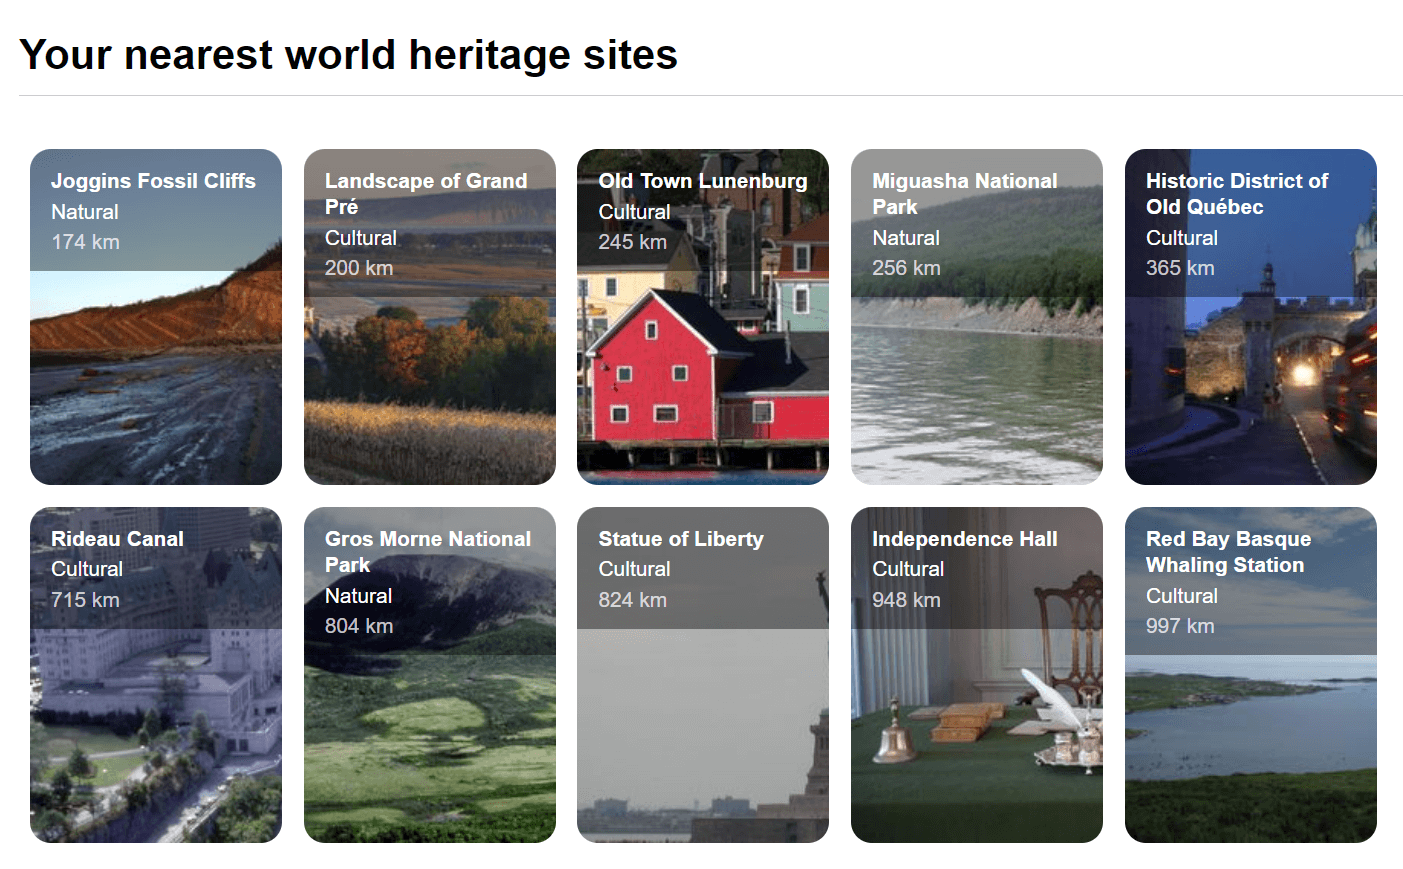 Your nearest world heritage sites
Joggins Fossil Cliffs
Natural
174 km
Landscape of Grand
Pré
Cultural
200 km
Old Town Lunenburg
Cultural
245 km
Miguasha National
Park
Natural
256 km
Historic District of
Old Québec
Cultural
365 km
Rideau Canal
Cultural
715 km
Gros Morne National
Park
Natural
804 km
Statue of Liberty
Cultural
824 km
Independence Hall
Cultural
948 km
Red Bay Basque
Whaling Station
Cultural
997 km